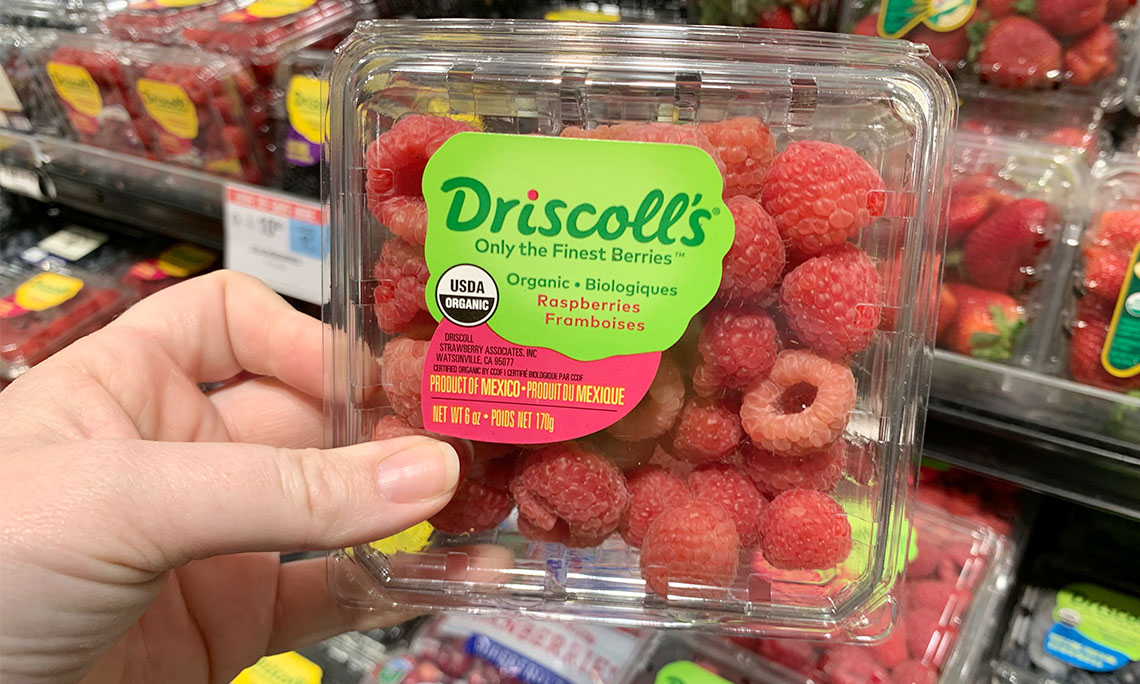 Driscoll's®
Only the Finest Berries™
USDA
ORGANIC
Organic • Biologiques
Raspberries
Framboises
DRISCOLL
STRAWBERRY ASSOCIATES, INC
WATSONVILLE, CA 95077
CERTIFIED ORGANIC BY CCOF | CERTIFIÉ BIOLOGIQUE PAR CCOF
PRODUCT OF MEXICO • PRODUIT DU MEXIQUE
NET WT 6 oz • POIDS NET 170g
Driscoll's
Driscoll's